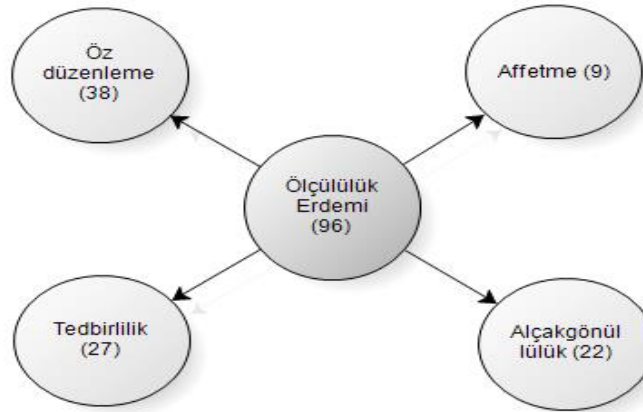 Öz
düzenleme
(38)
Affetme (9)
Ölçülülük
Erdemi
(96)
Tedbirlilik
(27)
Alçakgönül
lülük (22)